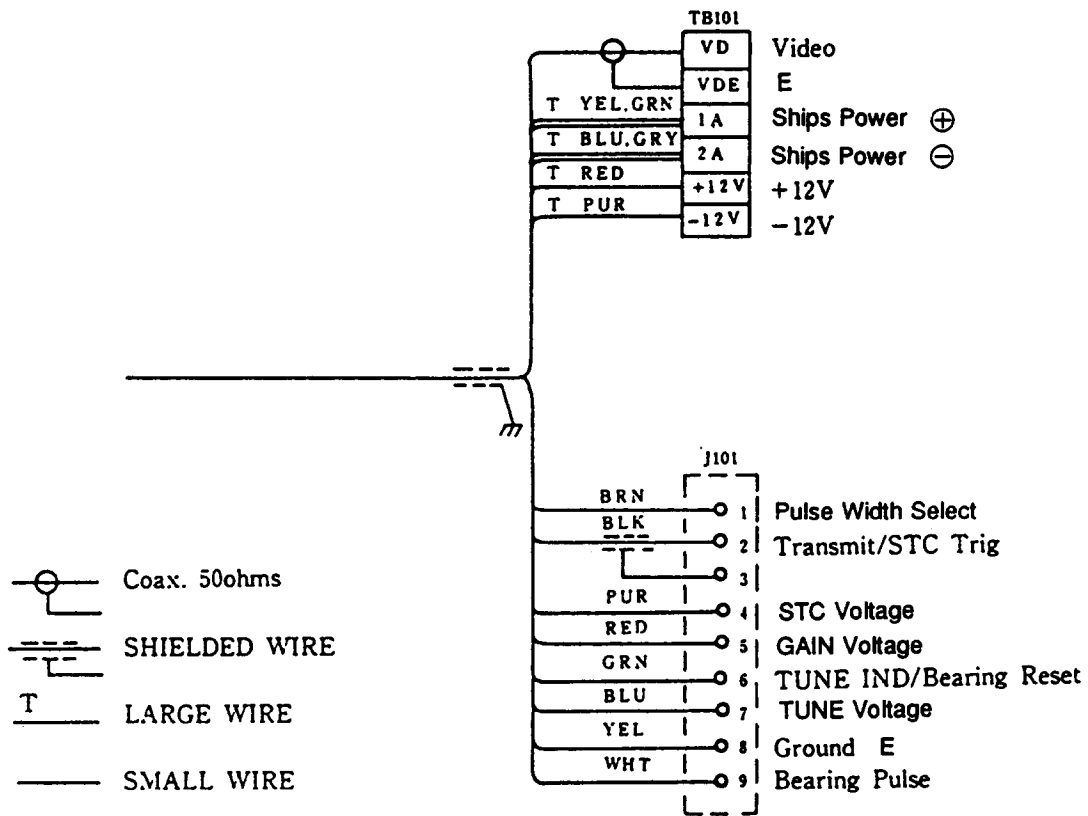 TB101
VD Video
VDE E
T YEL.GRN 1A Ships Power ⊕
T BLU.GRY 2A Ships Power ⊖
T RED +12V +12V
T PUR -12V -12V
J101
BRN 1 Pulse Width Select
BLK 2 Transmit/STC Trig
3
PUR 4 STC Voltage
RED 5 GAIN Voltage
GRN 6 TUNE IND/Bearing Reset
BLU 7 TUNE Voltage
YEL 8 Ground E
WHT 9 Bearing Pulse
Coax. 50ohms
SHIELDED WIRE
T LARGE WIRE
SMALL WIRE